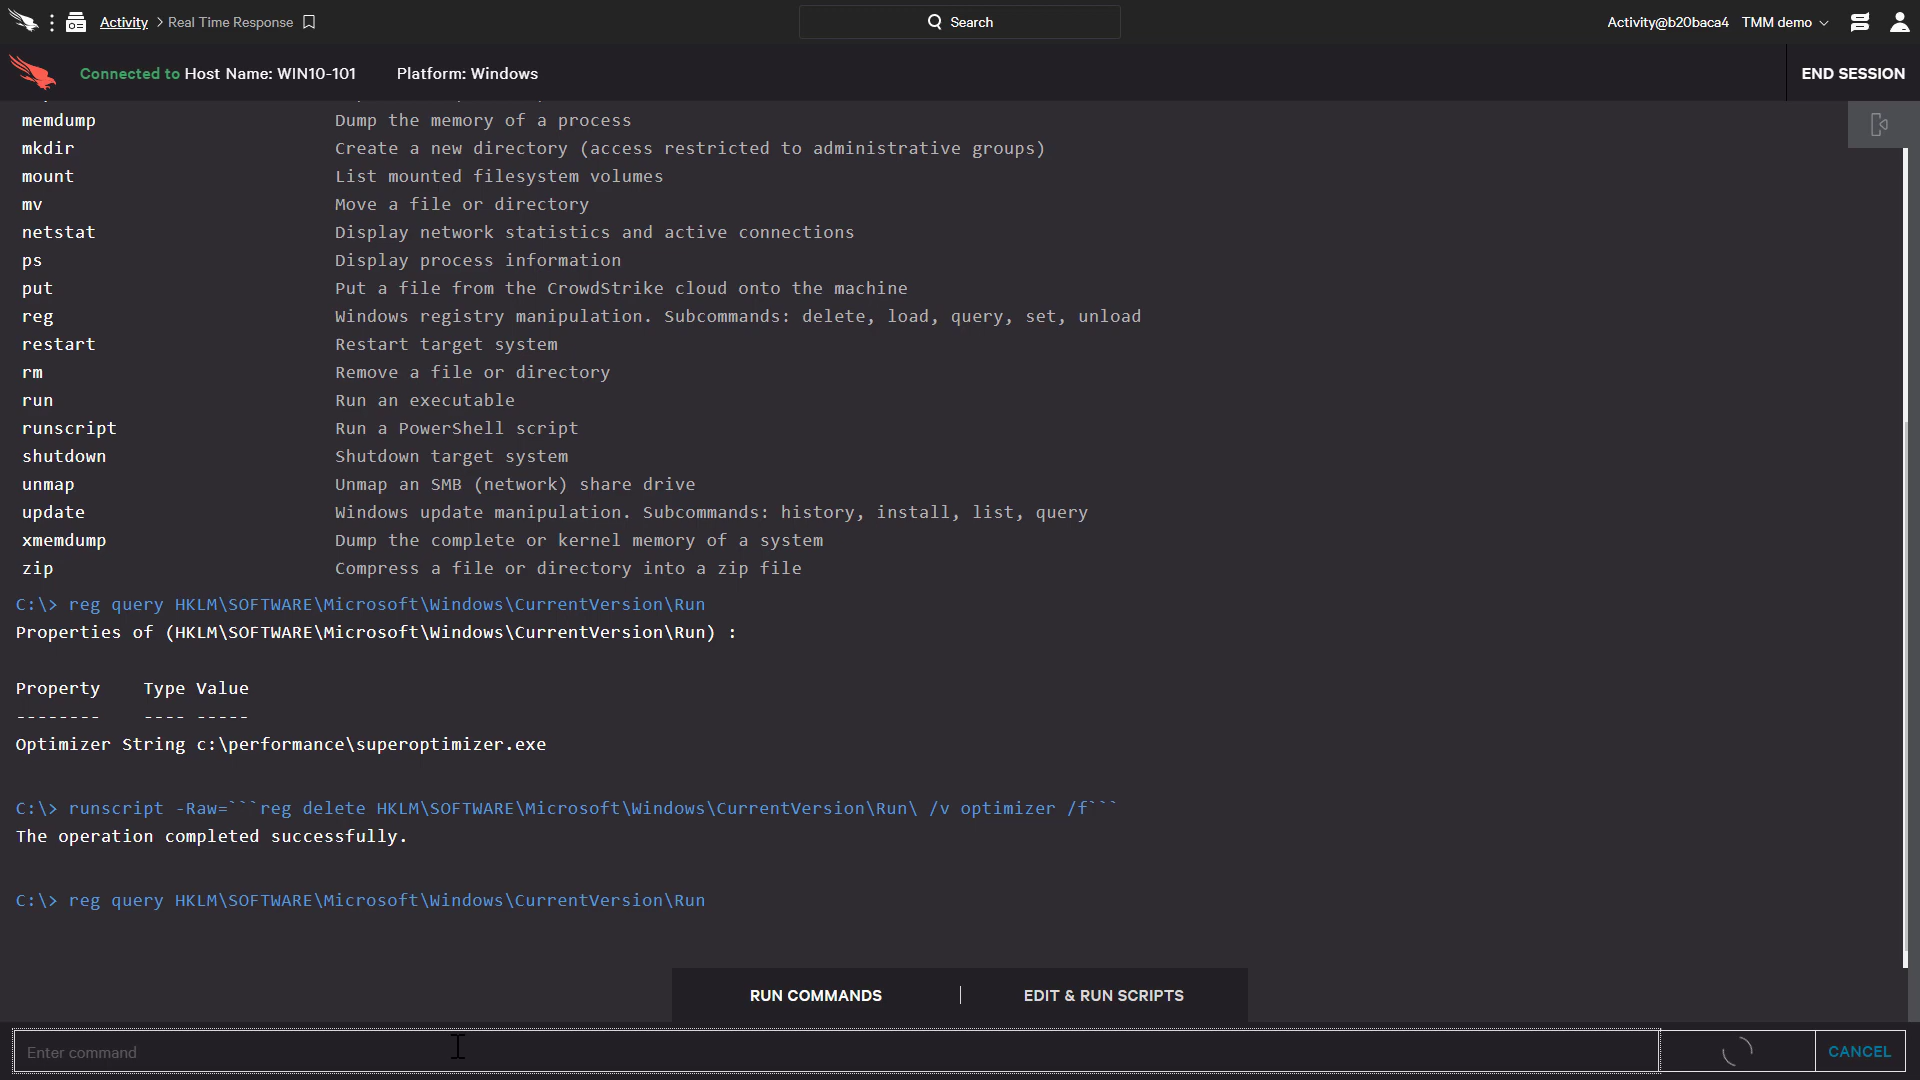 Activity > Real Time Response
Search
Activity@b20baca4 TMM demo
Connected to Host Name: WIN10-101 Platform: Windows
END SESSION
memdump Dump the memory of a process
mkdir Create a new directory (access restricted to administrative groups)
mount List mounted filesystem volumes
mv Move a file or directory
netstat Display network statistics and active connections
ps Display process information
put Put a file from the CrowdStrike cloud onto the machine
reg Windows registry manipulation. Subcommands: delete, load, query, set, unload
restart Restart target system
rm Remove a file or directory
run Run an executable
runscript Run a PowerShell script
shutdown Shutdown target system
unmap Unmap an SMB (network) share drive
update Windows update manipulation. Subcommands: history, install, list, query
xmemdump Dump the complete or kernel memory of a system
zip Compress a file or directory into a zip file
C:\> reg query HKLM\SOFTWARE\Microsoft\Windows\CurrentVersion\Run
Properties of (HKLM\SOFTWARE\Microsoft\Windows\CurrentVersion\Run) :
Property Type Value
-------- ---- -----
Optimizer String c:\performance\superoptimizer.exe
C:\> runscript -Raw=```reg delete HKLM\SOFTWARE\Microsoft\Windows\CurrentVersion\Run\ /v optimizer /f```
The operation completed successfully.
C:\> reg query HKLM\SOFTWARE\Microsoft\Windows\CurrentVersion\Run
RUN COMMANDS | EDIT & RUN SCRIPTS
Enter command
CANCEL